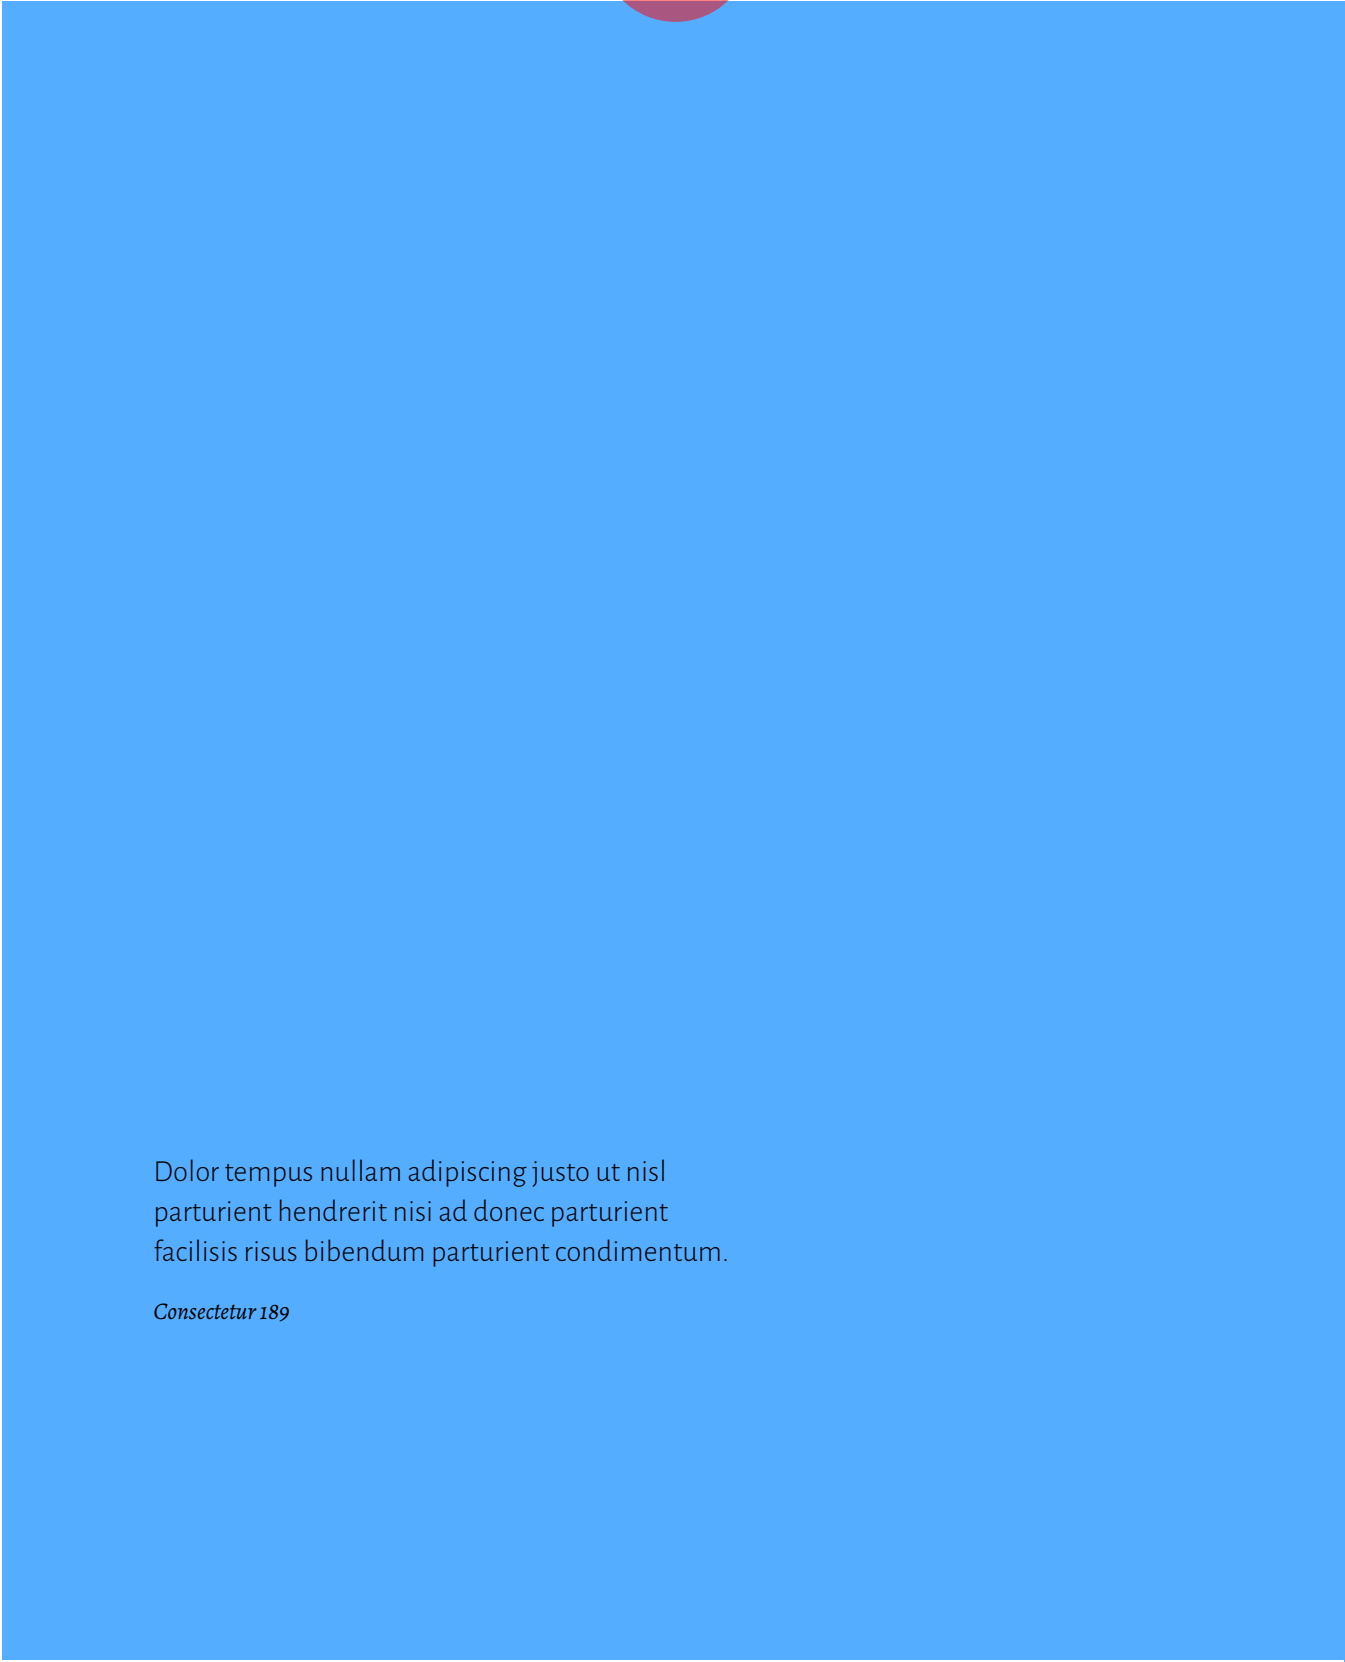 Dolor tempus nullam adipiscing justo ut nisl
parturient hendrerit nisi ad donec parturient
facilisis risus bibendum parturient condimentum.
Consectetur 189